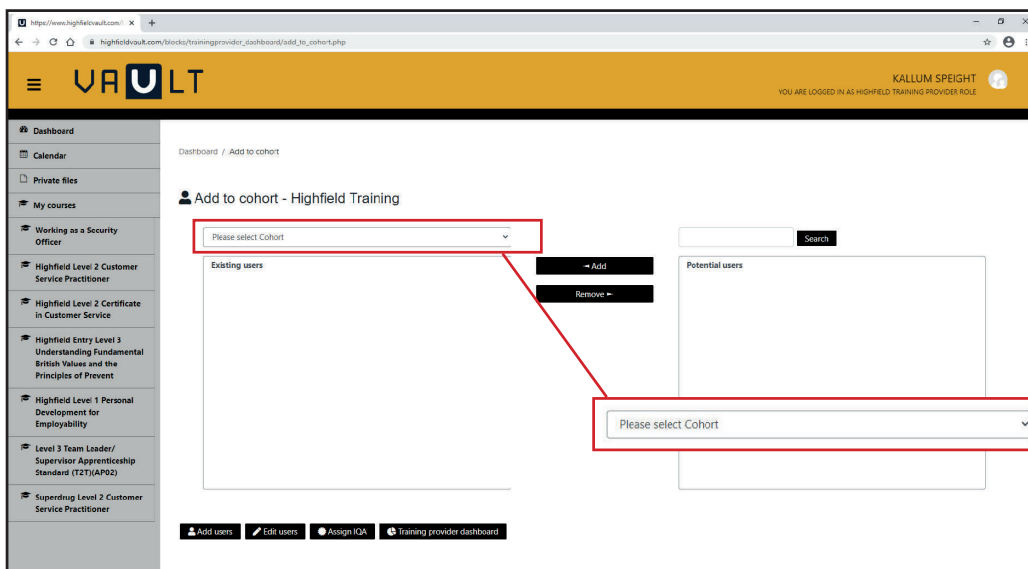 https://www.highfieldvault.com/
highfieldvault.com/blocks/trainingprovider_dashboard/add_to_cohort.php
VAULT
KALLUM SPEIGHT
YOU ARE LOGGED IN AS HIGHFIELD TRAINING PROVIDER ROLE
Dashboard
Calendar
Private files
My courses
Working as a Security
Officer
Highfield Level 2 Customer
Service Practitioner
Highfield Level 2 Certificate
in Customer Service
Highfield Entry Level 3
Understanding Fundamental
British Values and the
Principles of Prevent
Highfield Level 1 Personal
Development for
Employability
Level 3 Team Leader/
Supervisor Apprenticeship
Standard (T2T)(AP02)
Superdrug Level 2 Customer
Service Practitioner
Dashboard / Add to cohort
Add to cohort - Highfield Training
Please select Cohort
Search
Existing users
Add
Remove
Potential users
Please select Cohort
Add users
Edit users
Assign IQA
Training provider dashboard